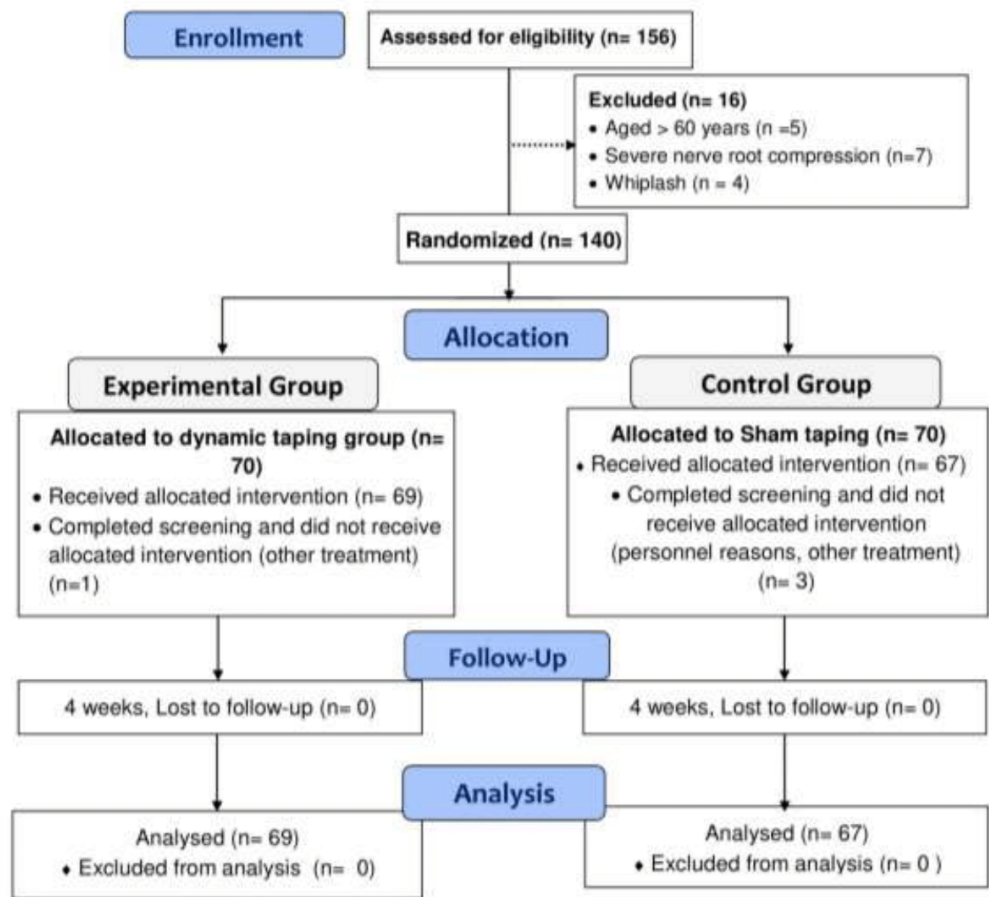 Enrollment
Assessed for eligibility (n= 156)
Excluded (n= 16)
• Aged > 60 years (n =5)
• Severe nerve root compression (n=7)
• Whiplash (n = 4)
Randomized (n= 140)
Allocation
Experimental Group
Allocated to dynamic taping group (n=
70)
• Received allocated intervention (n= 69)
• Completed screening and did not receive
allocated intervention (other treatment)
(n=1)
Control Group
Allocated to Sham taping (n= 70)
♦ Received allocated intervention (n= 67)
• Completed screening and did not
receive allocated intervention
(personnel reasons, other treatment)
(n= 3)
Follow-Up
4 weeks, Lost to follow-up (n= 0)
4 weeks, Lost to follow-up (n= 0)
Analysis
Analysed (n= 69)
♦ Excluded from analysis (n= 0)
Analysed (n= 67)
♦ Excluded from analysis (n= 0 )